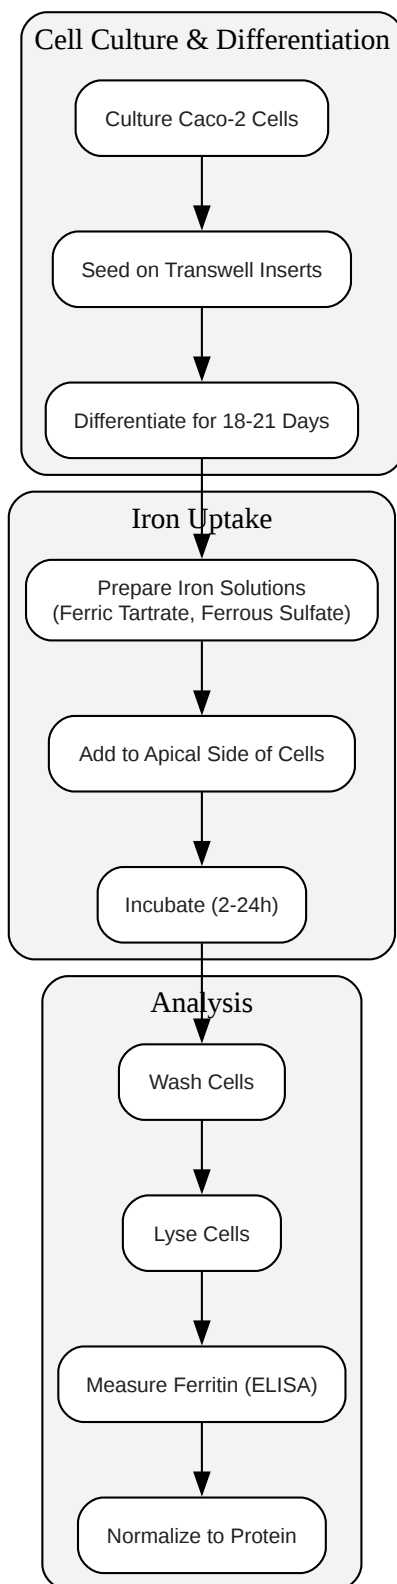 Cell Culture & Differentiation
Culture Caco-2 Cells
Seed on Transwell Inserts
Differentiate for 18-21 Days
Iron Uptake
Prepare Iron Solutions
(Ferric Tartrate, Ferrous Sulfate)
Add to Apical Side of Cells
Incubate (2-24h)
Analysis
Wash Cells
Lyse Cells
Measure Ferritin (ELISA)
Normalize to Protein